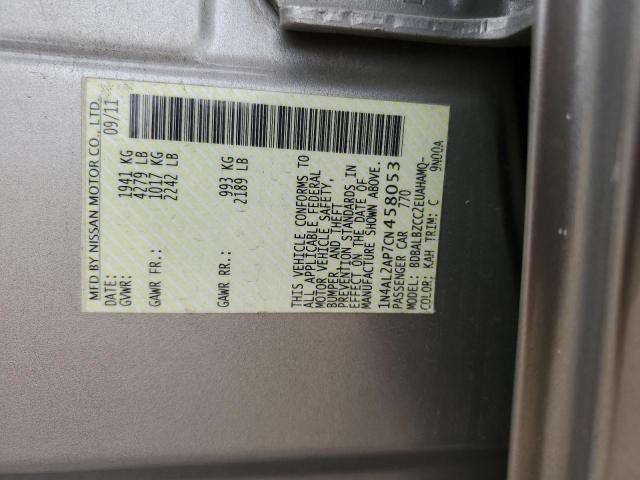 MFD BY NISSAN MOTOR CO., LTD.
DATE: 09/11
GVWR: 1941 KG
4279 LB
GAWR FR.: 1017 KG
2242 LB
GAWR RR.: 993 KG
2189 LB
THIS VEHICLE CONFORMS TO
ALL APPLICABLE FEDERAL
MOTOR VEHICLE SAFETY,
BUMPER, AND THEFT
PREVENTION STANDARDS IN
EFFECT ON THE DATE OF
MANUFACTURE SHOWN ABOVE.
1N4AL2AP7CN458053
PASSENGER CAR 770
MODEL: BDBALBZCCZEUAHAMQ-
COLOR: KAH TRIM: C 9N00A